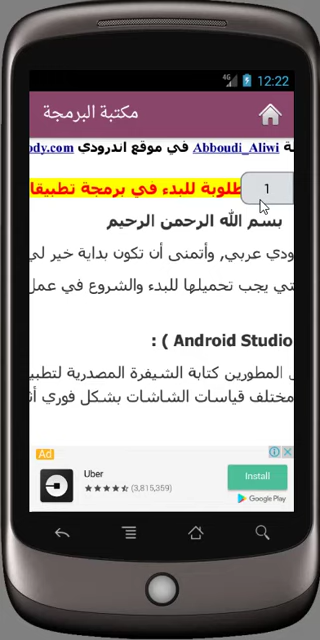 4G 12:22
مكتبة البرمجة
ة Abboudi_Aliwi في موقع اندرودي ody.com
1
طلوبة للبدء في برمجة تطبيقا
بسم الله الرحمن الرحيم
ودي عربي, وأتمنى أن تكون بداية خير لي
تي يجب تحميلها للبدء والشروع في عمل
Android Studio ) :
ل المطورين كتابة الشيفرة المصدرية لتطبي
مختلف قياسات الشاشات بشكل فوري أث
Ad
Uber
(3,815,359)
Install
Google Play